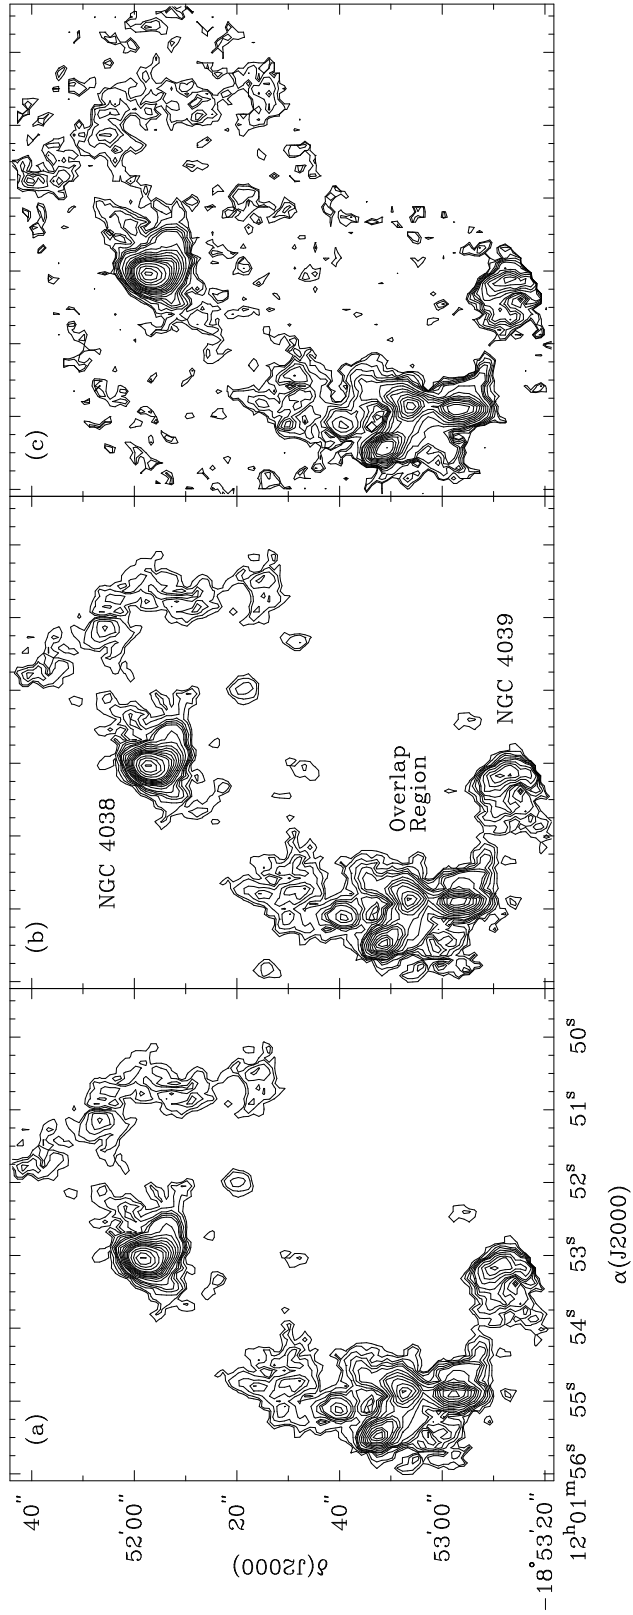 (a)
(b)
(c)
NGC 4038
Overlap
Region
NGC 4039
40"
52'00"
20"
40"
53'00"
−18°53'20"
δ(J2000)
12ʰ01ᵐ56ˢ
55ˢ
54ˢ
53ˢ
52ˢ
51ˢ
50ˢ
α(J2000)